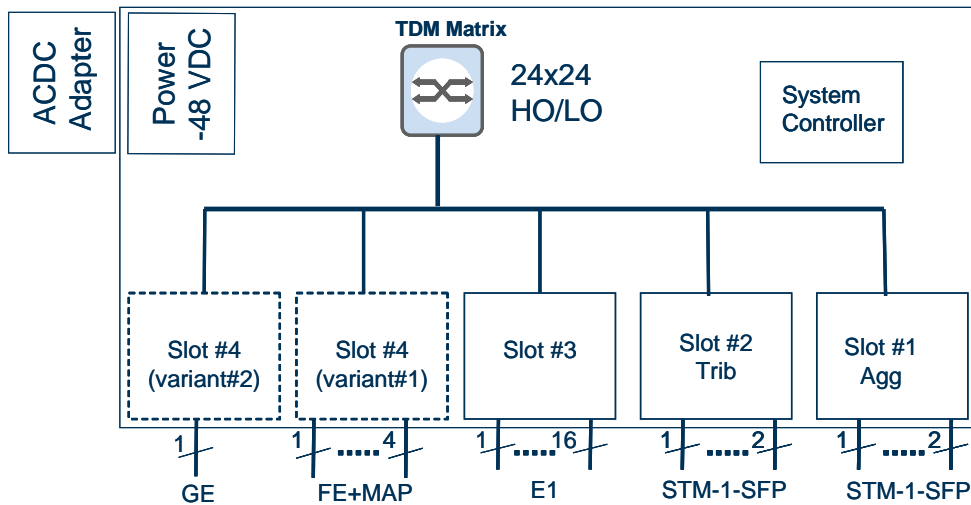 ACDC
Adapter
Power
-48 VDC
TDM Matrix
24x24
HO/LO
System
Controller
Slot #4
(variant#2)
Slot #4
(variant#1)
Slot #3
Slot #2
Trib
Slot #1
Agg
1
1 4
1 16
1 2
1 2
GE
FE+MAP
E1
STM-1-SFP
STM-1-SFP